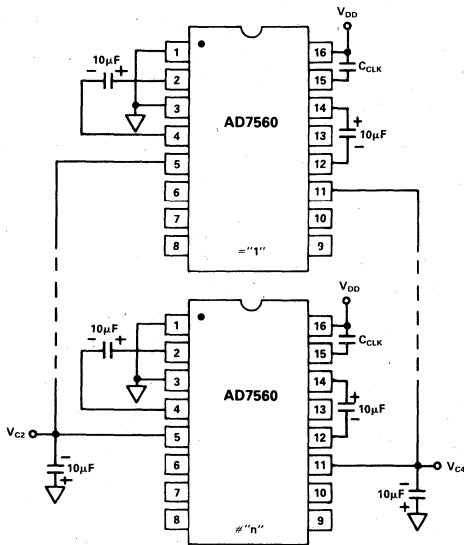 VDD
10μF
− +
1
2
3
4
5
6
7
8
16
15
14
13
12
11
10
9
CCLK
AD7560
+
10μF
−
≠"1"
VDD
10μF
− +
1
2
3
4
5
6
7
8
16
15
14
13
12
11
10
9
CCLK
AD7560
+
10μF
−
#"n"
VC2
−
10μF
+
VC4
−
10μF
+